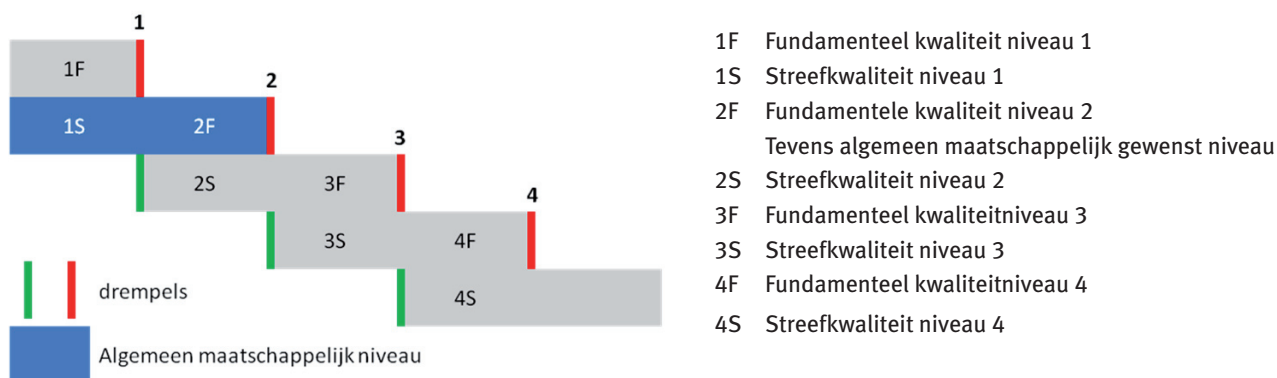 1
1F
2
1S 2F
3
2S 3F
4
3S 4F
4S
drempels
Algemeen maatschappelijk niveau
1F Fundamenteel kwaliteit niveau 1
1S Streefkwaliteit niveau 1
2F Fundamentele kwaliteit niveau 2
Tevens algemeen maatschappelijk gewenst niveau
2S Streefkwaliteit niveau 2
3F Fundamenteel kwaliteitniveau 3
3S Streefkwaliteit niveau 3
4F Fundamenteel kwaliteitniveau 4
4S Streefkwaliteit niveau 4